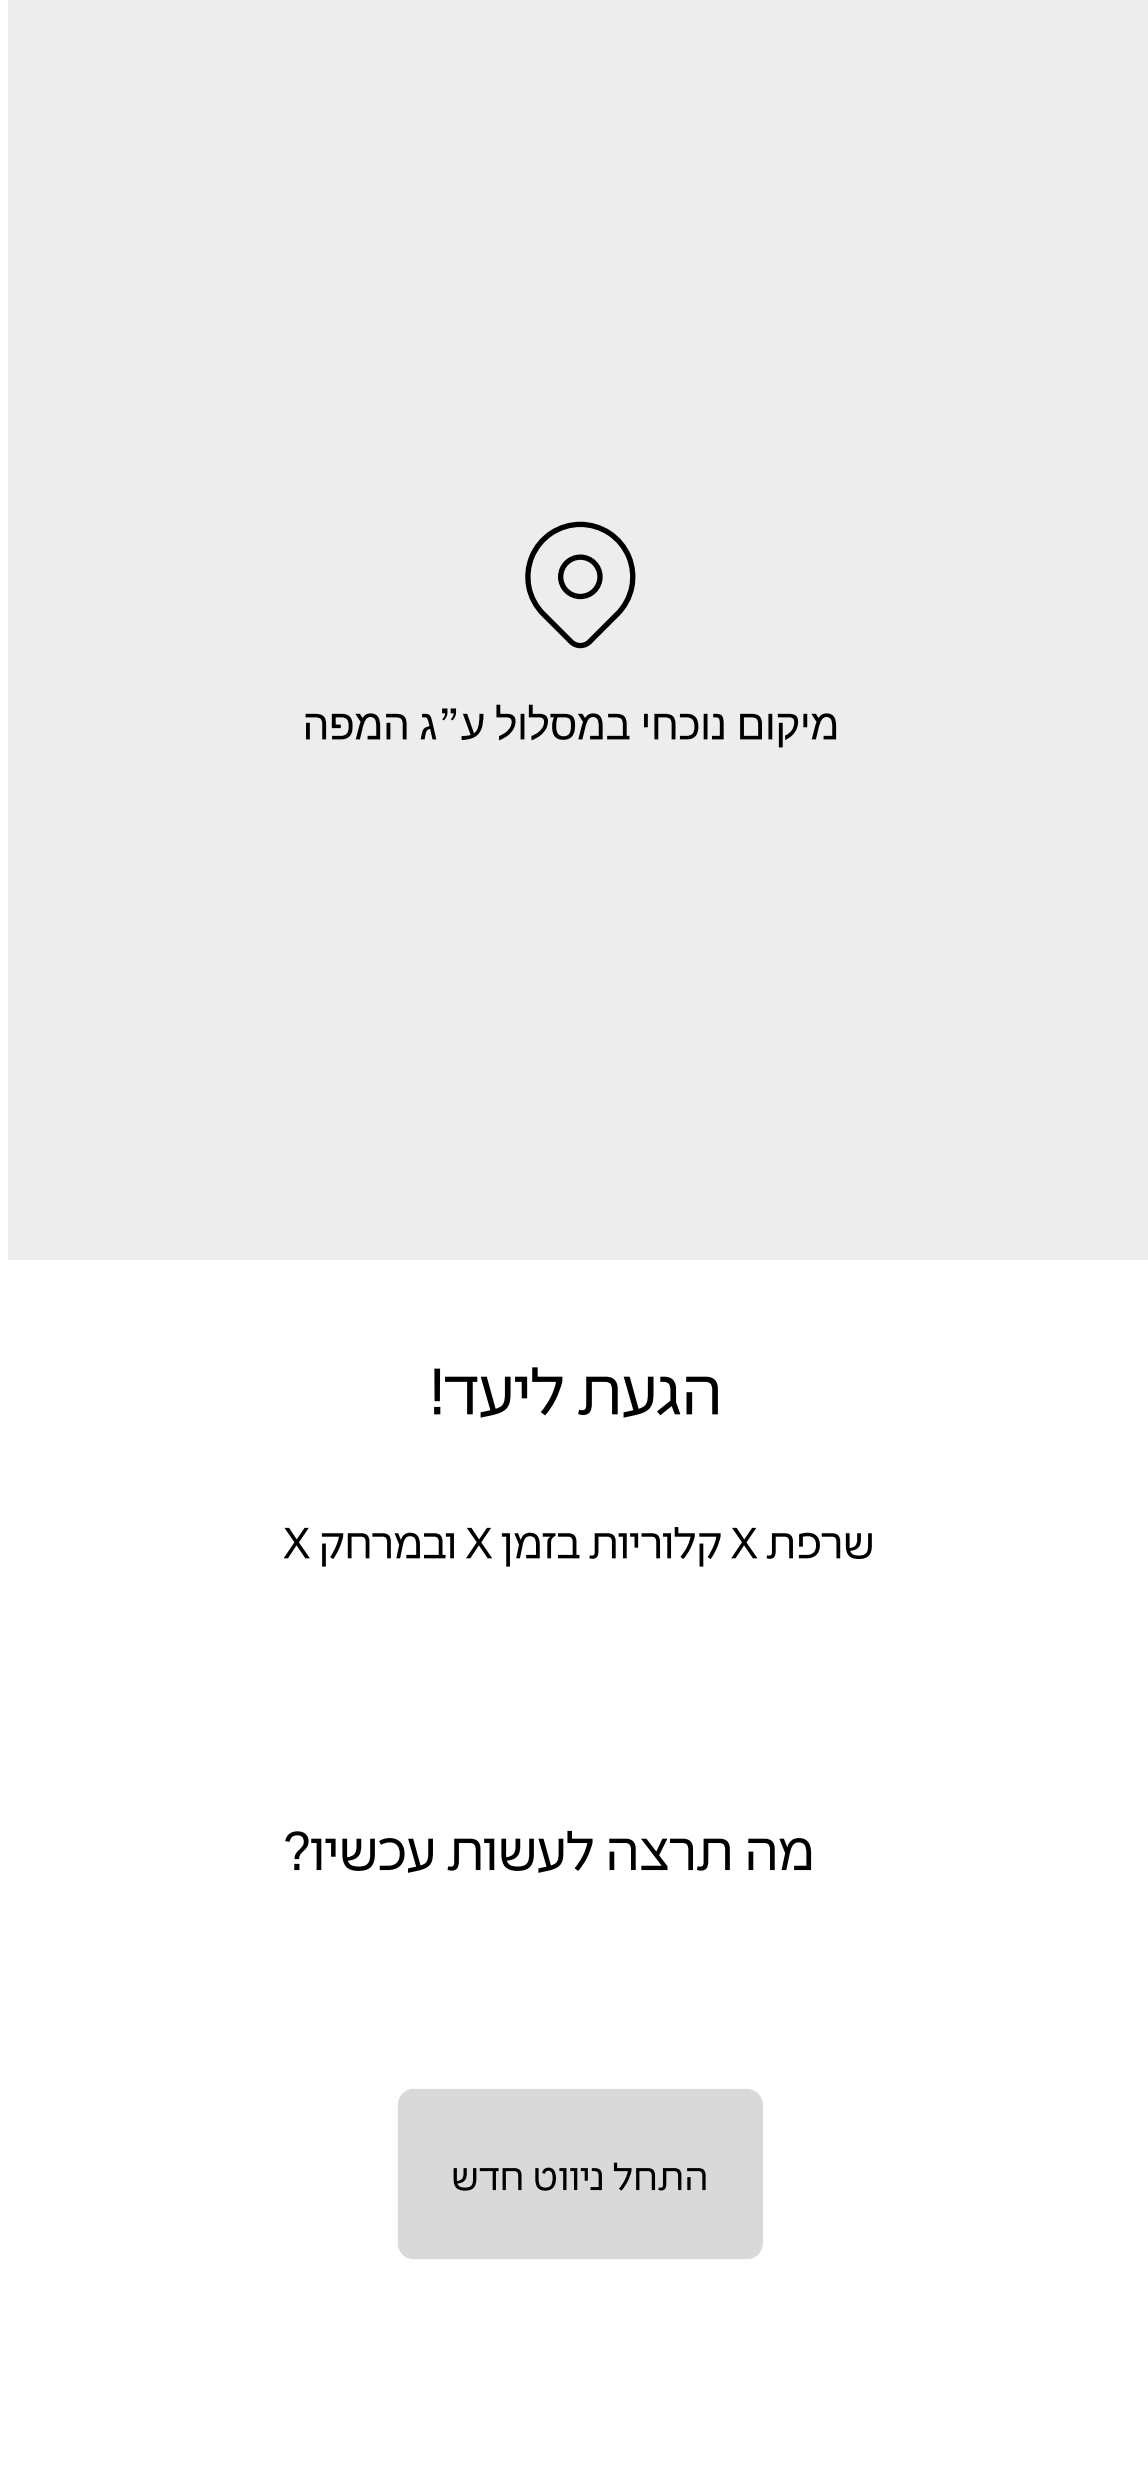 מיקום נוכחי במסלול ע”ג המפה
הגעת ליעד!
שרפת X קלוריות בזמן X ובמרחק X
מה תרצה לעשות עכשיו?
התחל ניווט חדש